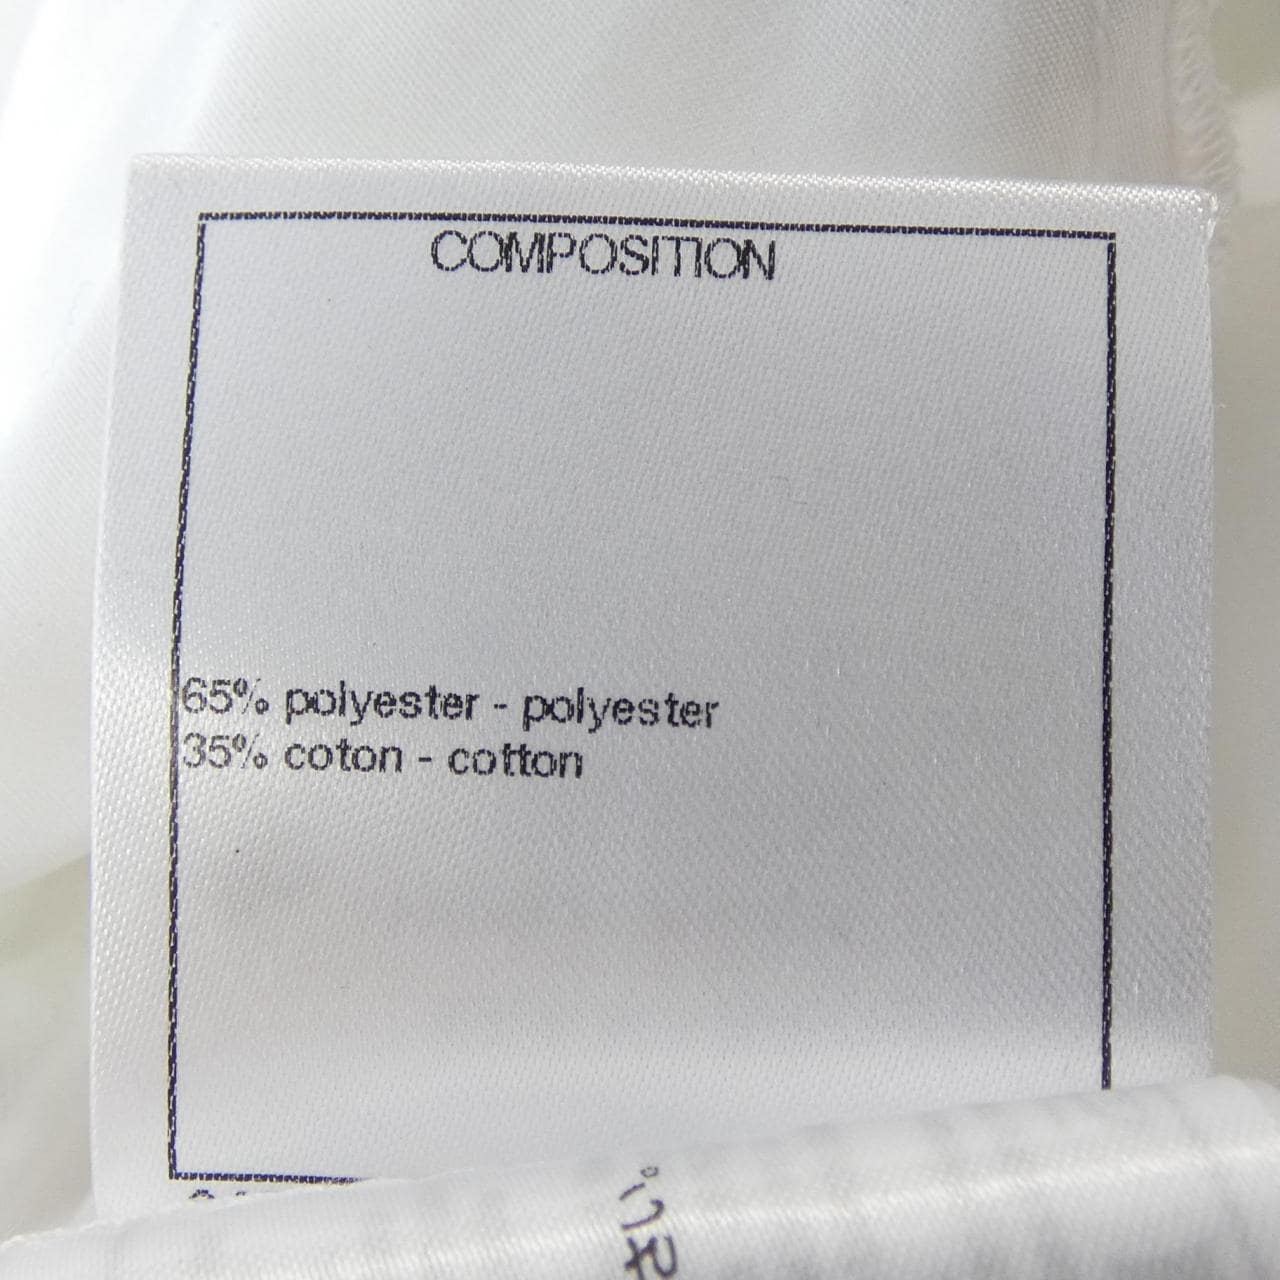 COMPOSITION
65% polyester - polyester
35% coton - cotton